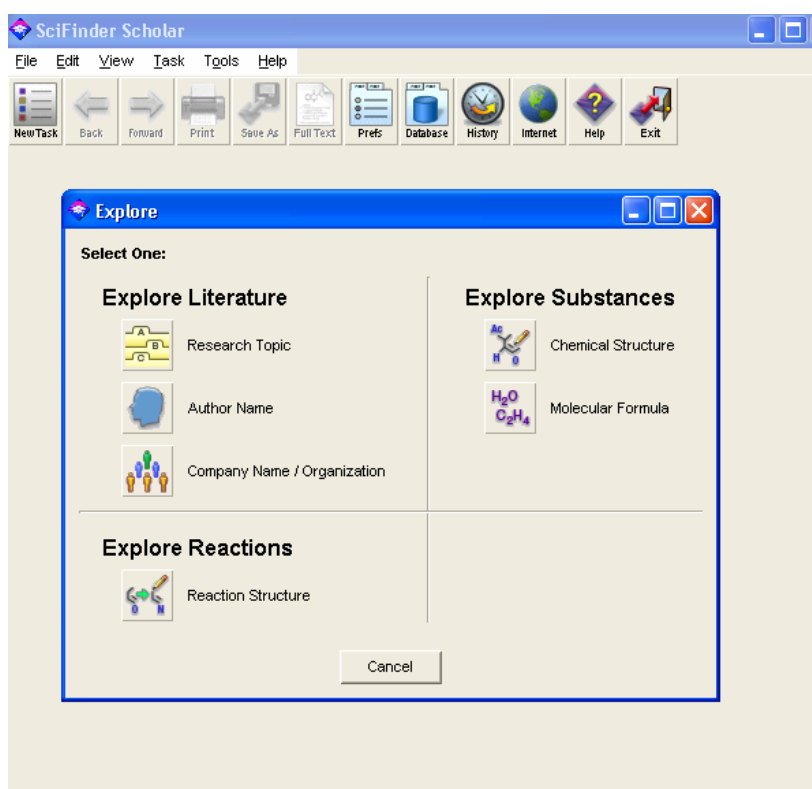 SciFinder Scholar
File Edit View Task Tools Help
New Task Back Forward Print Save As Full Text Prefs Database History Internet Help Exit
Explore
Select One:
Explore Literature
A
B
C
Research Topic
Author Name
Company Name / Organization
Explore Substances
Ac
H O
Chemical Structure
H₂O
C₂H₄
Molecular Formula
Explore Reactions
O N
Reaction Structure
Cancel